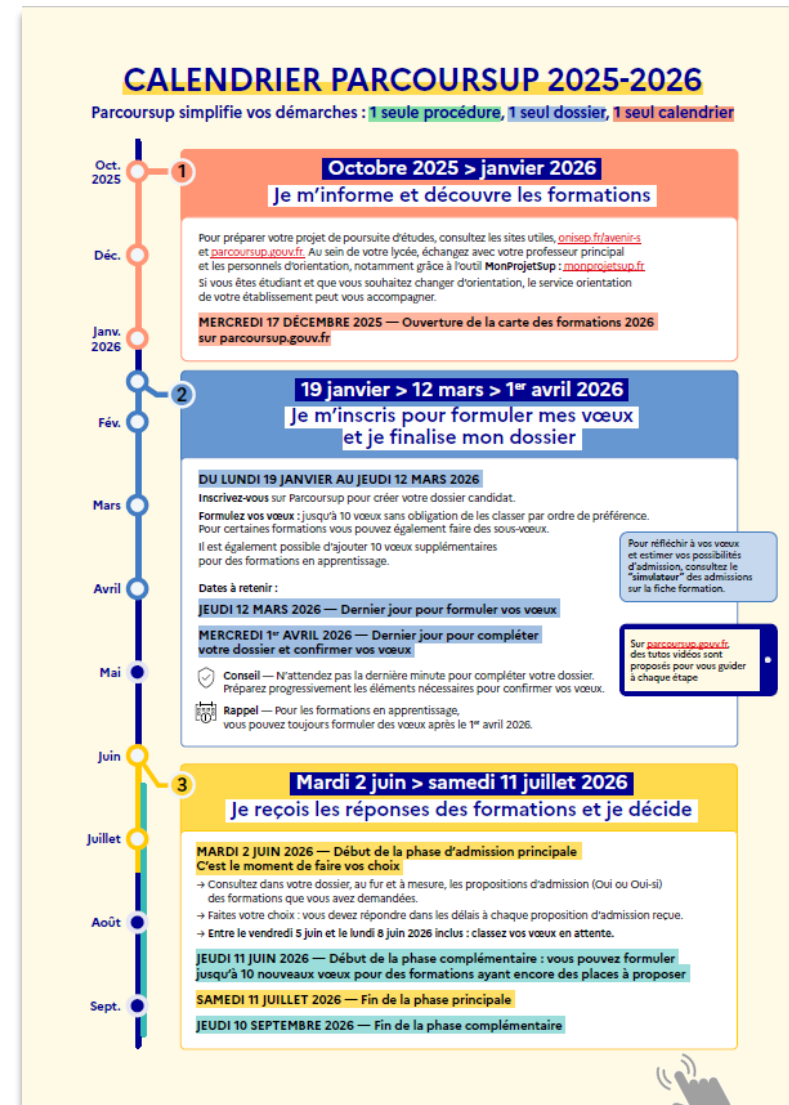 CALENDRIER PARCOURSUP 2025-2026
Parcoursup simplifie vos démarches : 1 seule procédure, 1 seul dossier, 1 seul calendrier
Oct.
2025
1
Octobre 2025 > janvier 2026
Je m'informe et découvre les formations
Pour préparer votre projet de poursuite d'études, consultez les sites utiles, onisep.fr/avenir-s
et parcoursup.gouv.fr. Au sein de votre lycée, échangez avec votre professeur principal
et les personnels d'orientation, notamment grâce à l'outil MonProjetSup : monprojetsup.fr
Si vous êtes étudiant et que vous souhaitez changer d'orientation, le service orientation
de votre établissement peut vous accompagner.
Déc.
MERCREDI 17 DÉCEMBRE 2025 — Ouverture de la carte des formations 2026
sur parcoursup.gouv.fr
Janv.
2026
2
19 janvier > 12 mars > 1er avril 2026
Je m'inscris pour formuler mes vœux
et je finalise mon dossier
Fév.
DU LUNDI 19 JANVIER AU JEUDI 12 MARS 2026
Inscrivez-vous sur Parcoursup pour créer votre dossier candidat.
Formulez vos vœux : jusqu'à 10 vœux sans obligation de les classer par ordre de préférence.
Pour certaines formations vous pouvez également faire des sous-vœux.
Il est également possible d'ajouter 10 vœux supplémentaires
pour des formations en apprentissage.
Mars
Pour réfléchir à vos vœux
et estimer vos possibilités
d'admission, consultez le
"simulateur" des admissions
sur la fiche formation.
Avril
Dates à retenir :
JEUDI 12 MARS 2026 — Dernier jour pour formuler vos vœux
MERCREDI 1er AVRIL 2026 — Dernier jour pour compléter
votre dossier et confirmer vos vœux
Sur parcoursup.gouv.fr,
des tutos vidéos sont
proposés pour vous guider
à chaque étape
Mai
Conseil — N'attendez pas la dernière minute pour compléter votre dossier.
Préparez progressivement les éléments nécessaires pour confirmer vos vœux.
Rappel — Pour les formations en apprentissage,
vous pouvez toujours formuler des vœux après le 1er avril 2026.
Juin
3
Mardi 2 juin > samedi 11 juillet 2026
Je reçois les réponses des formations et je décide
Juillet
MARDI 2 JUIN 2026 — Début de la phase d'admission principale
C'est le moment de faire vos choix
→ Consultez dans votre dossier, au fur et à mesure, les propositions d'admission (Oui ou Oui-si)
des formations que vous avez demandées.
→ Faites votre choix : vous devez répondre dans les délais à chaque proposition d'admission reçue.
→ Entre le vendredi 5 juin et le lundi 8 juin 2026 inclus : classez vos vœux en attente.
Août
JEUDI 11 JUIN 2026 — Début de la phase complémentaire : vous pouvez formuler
jusqu'à 10 nouveaux vœux pour des formations ayant encore des places à proposer
SAMEDI 11 JUILLET 2026 — Fin de la phase principale
Sept.
JEUDI 10 SEPTEMBRE 2026 — Fin de la phase complémentaire